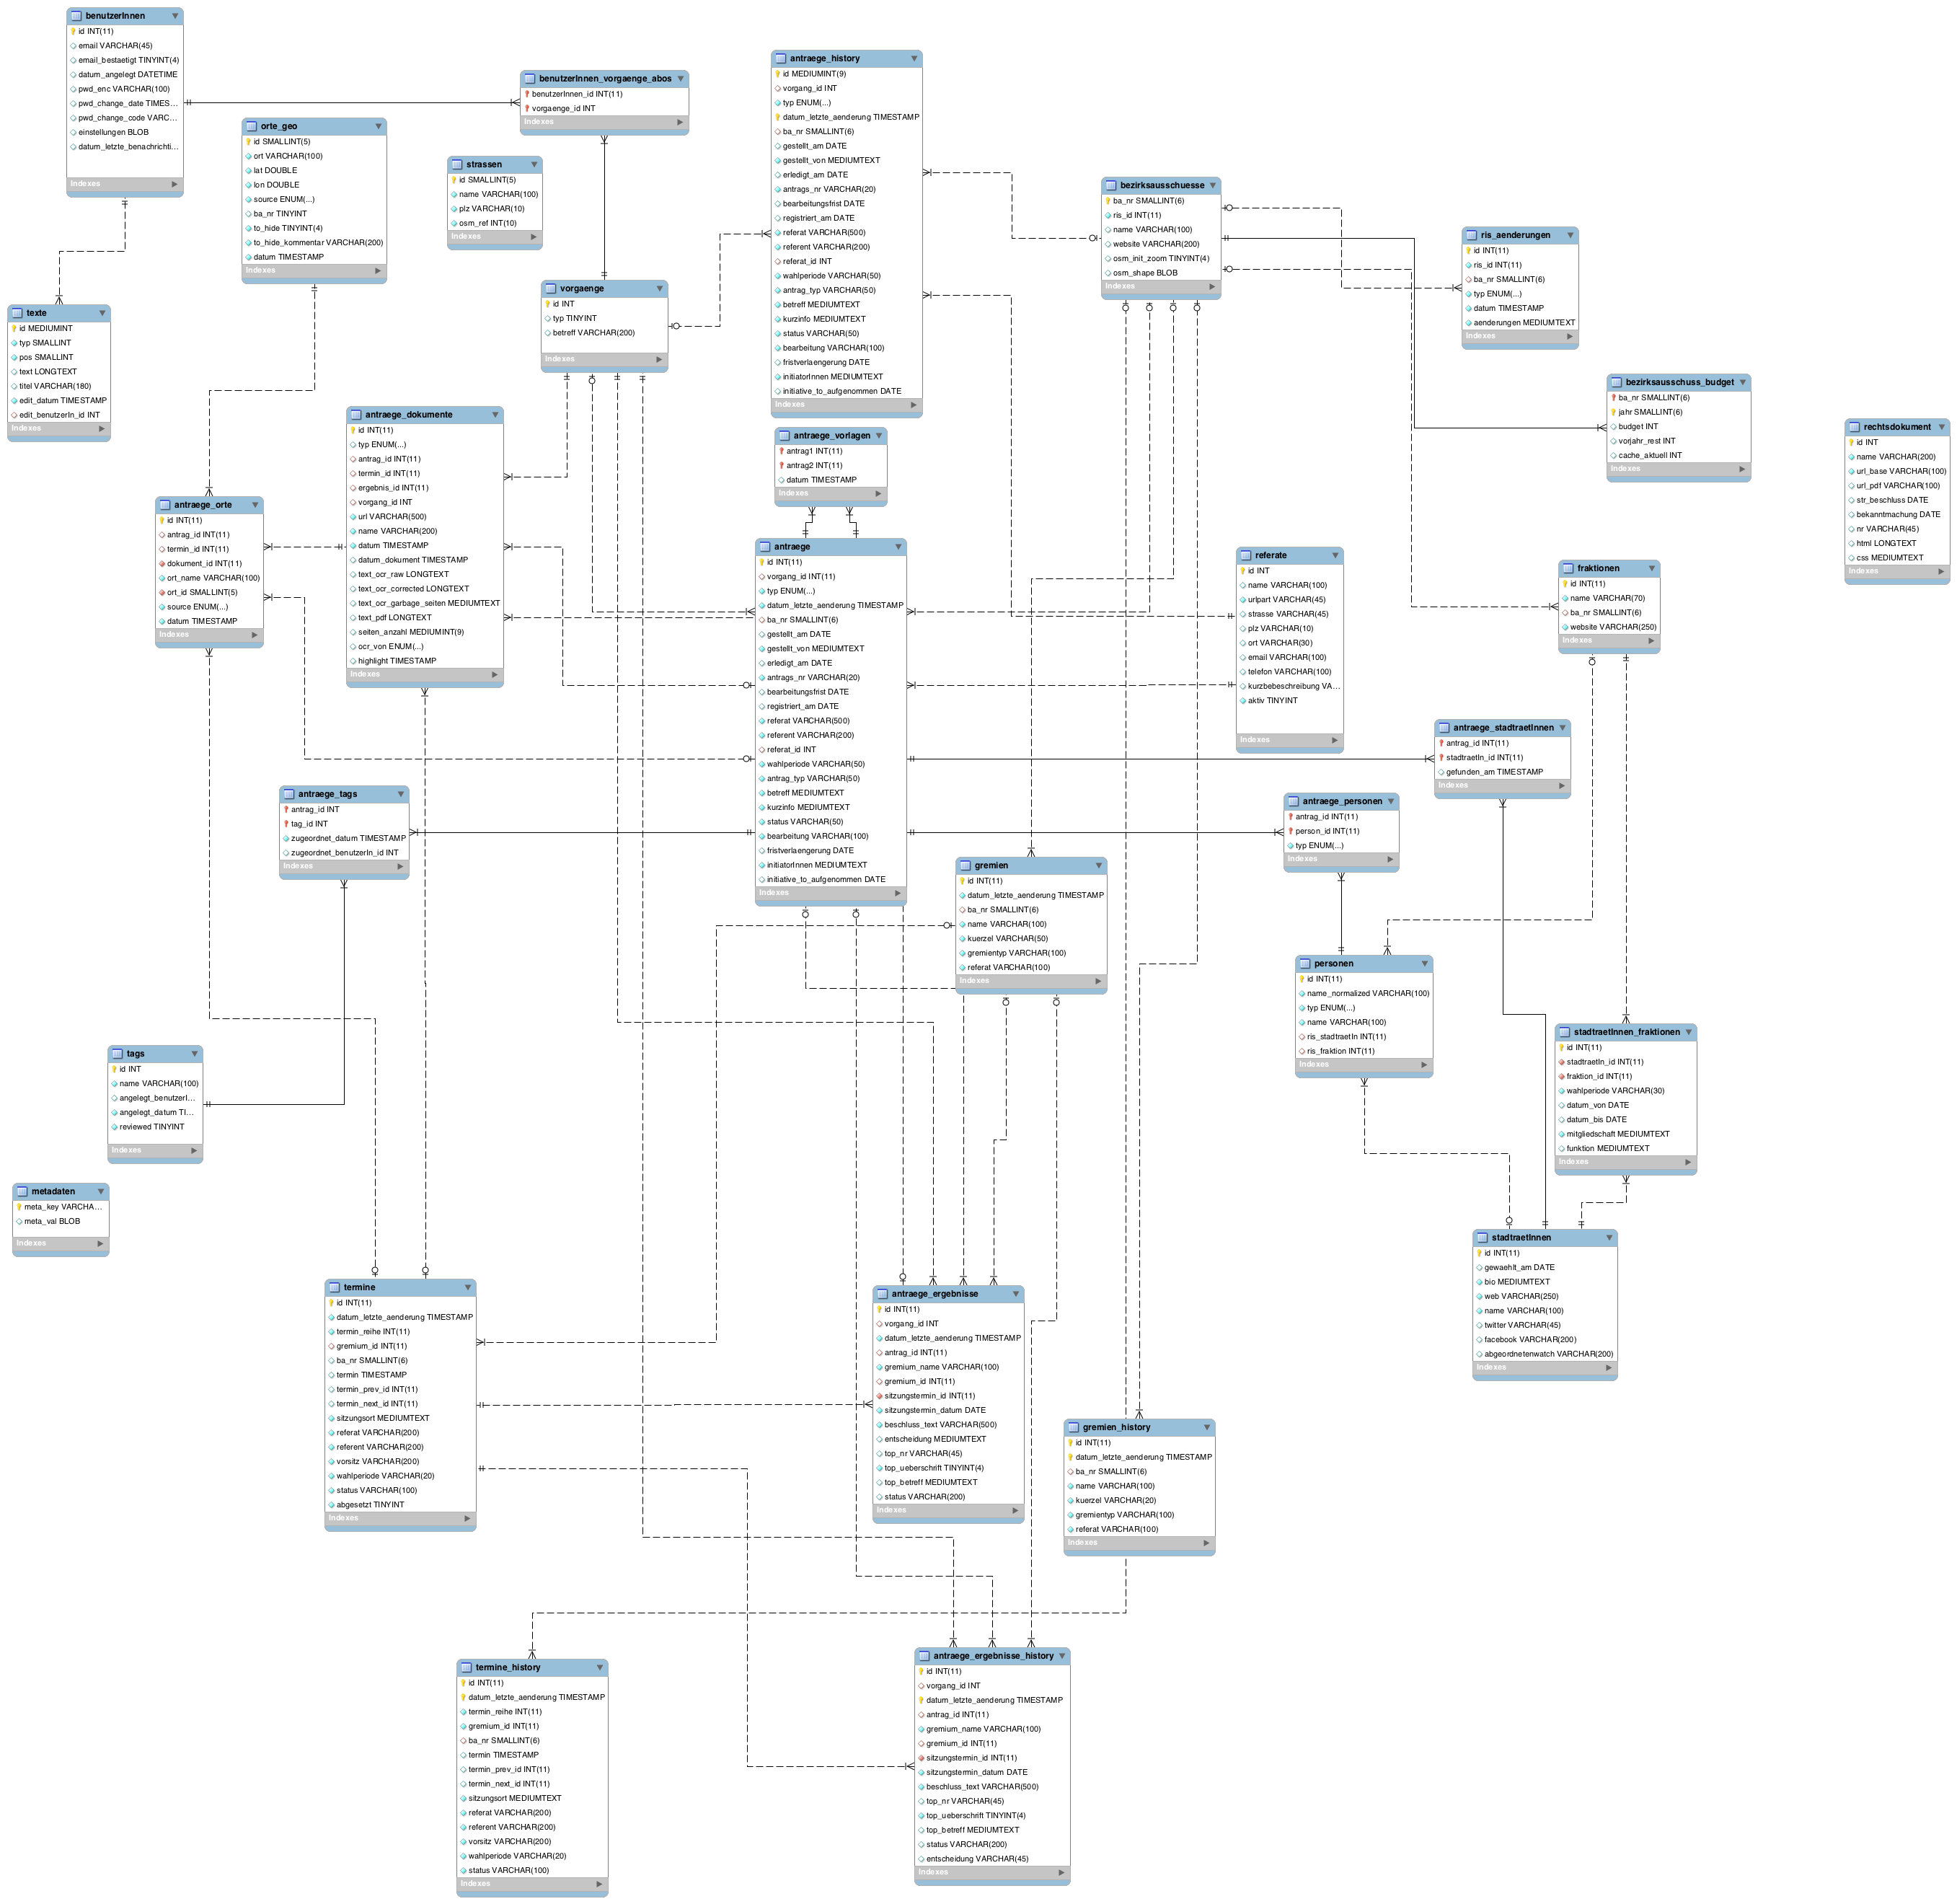 benutzerInnen
id INT(11)
email VARCHAR(45)
email_bestaetigt TINYINT(4)
datum_angelegt DATETIME
pwd_enc VARCHAR(100)
pwd_change_date TIMES...
pwd_change_code VARC...
einstellungen BLOB
datum_letzte_benachrichti...
Indexes
benutzerInnen_vorgaenge_abos
benutzerInnen_id INT(11)
vorgaenge_id INT
Indexes
antraege_history
id MEDIUMINT(9)
vorgang_id INT
typ ENUM(...)
datum_letzte_aenderung TIMESTAMP
ba_nr SMALLINT(6)
gestellt_am DATE
gestellt_von MEDIUMTEXT
erledigt_am DATE
antrags_nr VARCHAR(20)
bearbeitungsfrist DATE
registriert_am DATE
referat VARCHAR(500)
referent VARCHAR(200)
referat_id INT
wahlperiode VARCHAR(50)
antrag_typ VARCHAR(50)
betreff MEDIUMTEXT
kurzinfo MEDIUMTEXT
status VARCHAR(50)
bearbeitung VARCHAR(100)
fristverlaengerung DATE
initiatorInnen MEDIUMTEXT
initiative_to_aufgenommen DATE
Indexes
orte_geo
id SMALLINT(5)
ort VARCHAR(100)
lat DOUBLE
lon DOUBLE
source ENUM(...)
ba_nr TINYINT
to_hide TINYINT(4)
to_hide_kommentar VARCHAR(200)
datum TIMESTAMP
Indexes
strassen
id SMALLINT(5)
name VARCHAR(100)
plz VARCHAR(10)
osm_ref INT(10)
Indexes
bezirksausschuesse
ba_nr SMALLINT(6)
ris_id INT(11)
name VARCHAR(100)
website VARCHAR(200)
osm_init_zoom TINYINT(4)
osm_shape BLOB
Indexes
ris_aenderungen
id INT(11)
ris_id INT(11)
ba_nr SMALLINT(6)
typ ENUM(...)
datum TIMESTAMP
aenderungen MEDIUMTEXT
Indexes
vorgaenge
id INT
typ TINYINT
betreff VARCHAR(200)
Indexes
texte
id MEDIUMINT
typ SMALLINT
pos SMALLINT
text LONGTEXT
titel VARCHAR(180)
edit_datum TIMESTAMP
edit_benutzerIn_id INT
Indexes
bezirksausschuss_budget
ba_nr SMALLINT(6)
jahr SMALLINT(6)
budget INT
vorjahr_rest INT
cache_aktuell INT
Indexes
antraege_dokumente
id INT(11)
typ ENUM(...)
antrag_id INT(11)
termin_id INT(11)
ergebnis_id INT(11)
vorgang_id INT
url VARCHAR(500)
name VARCHAR(200)
datum TIMESTAMP
datum_dokument TIMESTAMP
text_ocr_raw LONGTEXT
text_ocr_corrected LONGTEXT
text_ocr_garbage_seiten MEDIUMTEXT
text_pdf LONGTEXT
seiten_anzahl MEDIUMINT(9)
ocr_von ENUM(...)
highlight TIMESTAMP
Indexes
antraege_vorlagen
antrag1 INT(11)
antrag2 INT(11)
datum TIMESTAMP
Indexes
rechtsdokument
id INT
name VARCHAR(200)
url_base VARCHAR(100)
url_pdf VARCHAR(100)
str_beschluss DATE
bekanntmachung DATE
nr VARCHAR(45)
html LONGTEXT
css MEDIUMTEXT
Indexes
antraege_orte
id INT(11)
antrag_id INT(11)
termin_id INT(11)
dokument_id INT(11)
ort_name VARCHAR(100)
ort_id SMALLINT(5)
source ENUM(...)
datum TIMESTAMP
Indexes
antraege
id INT(11)
vorgang_id INT(11)
typ ENUM(...)
datum_letzte_aenderung TIMESTAMP
ba_nr SMALLINT(6)
gestellt_am DATE
gestellt_von MEDIUMTEXT
erledigt_am DATE
antrags_nr VARCHAR(20)
bearbeitungsfrist DATE
registriert_am DATE
referat VARCHAR(500)
referent VARCHAR(200)
referat_id INT
wahlperiode VARCHAR(50)
antrag_typ VARCHAR(50)
betreff MEDIUMTEXT
kurzinfo MEDIUMTEXT
status VARCHAR(50)
bearbeitung VARCHAR(100)
fristverlaengerung DATE
initiatorInnen MEDIUMTEXT
initiative_to_aufgenommen DATE
Indexes
referate
id INT
name VARCHAR(100)
urlpart VARCHAR(45)
strasse VARCHAR(45)
plz VARCHAR(10)
ort VARCHAR(30)
email VARCHAR(100)
telefon VARCHAR(100)
kurzbebeschreibung VA...
aktiv TINYINT
Indexes
fraktionen
id INT(11)
name VARCHAR(70)
ba_nr SMALLINT(6)
website VARCHAR(250)
Indexes
antraege_stadtraetInnen
antrag_id INT(11)
stadtraetIn_id INT(11)
gefunden_am TIMESTAMP
Indexes
antraege_tags
antrag_id INT
tag_id INT
zugeordnet_datum TIMESTAMP
zugeordnet_benutzerIn_id INT
Indexes
antraege_personen
antrag_id INT(11)
person_id INT(11)
typ ENUM(...)
Indexes
gremien
id INT(11)
datum_letzte_aenderung TIMESTAMP
ba_nr SMALLINT(6)
name VARCHAR(100)
kuerzel VARCHAR(50)
gremientyp VARCHAR(100)
referat VARCHAR(100)
Indexes
personen
id INT(11)
name_normalized VARCHAR(100)
typ ENUM(...)
name VARCHAR(100)
ris_stadtraetIn INT(11)
ris_fraktion INT(11)
Indexes
stadtraetInnen_fraktionen
id INT(11)
stadtraetIn_id INT(11)
fraktion_id INT(11)
wahlperiode VARCHAR(30)
datum_von DATE
datum_bis DATE
mitgliedschaft MEDIUMTEXT
funktion MEDIUMTEXT
Indexes
tags
id INT
name VARCHAR(100)
angelegt_benutzerI...
angelegt_datum TI...
reviewed TINYINT
Indexes
metadaten
meta_key VARCHA...
meta_val BLOB
Indexes
stadtraetInnen
id INT(11)
gewaehlt_am DATE
bio MEDIUMTEXT
web VARCHAR(250)
name VARCHAR(100)
twitter VARCHAR(45)
facebook VARCHAR(200)
abgeordnetenwatch VARCHAR(200)
Indexes
termine
id INT(11)
datum_letzte_aenderung TIMESTAMP
termin_reihe INT(11)
gremium_id INT(11)
ba_nr SMALLINT(6)
termin TIMESTAMP
termin_prev_id INT(11)
termin_next_id INT(11)
sitzungsort MEDIUMTEXT
referat VARCHAR(200)
referent VARCHAR(200)
vorsitz VARCHAR(200)
wahlperiode VARCHAR(20)
status VARCHAR(100)
abgesetzt TINYINT
Indexes
antraege_ergebnisse
id INT(11)
vorgang_id INT
datum_letzte_aenderung TIMESTAMP
antrag_id INT(11)
gremium_name VARCHAR(100)
gremium_id INT(11)
sitzungstermin_id INT(11)
sitzungstermin_datum DATE
beschluss_text VARCHAR(500)
entscheidung MEDIUMTEXT
top_nr VARCHAR(45)
top_ueberschrift TINYINT(4)
top_betreff MEDIUMTEXT
status VARCHAR(200)
Indexes
gremien_history
id INT(11)
datum_letzte_aenderung TIMESTAMP
ba_nr SMALLINT(6)
name VARCHAR(100)
kuerzel VARCHAR(20)
gremientyp VARCHAR(100)
referat VARCHAR(100)
Indexes
termine_history
id INT(11)
datum_letzte_aenderung TIMESTAMP
termin_reihe INT(11)
gremium_id INT(11)
ba_nr SMALLINT(6)
termin TIMESTAMP
termin_prev_id INT(11)
termin_next_id INT(11)
sitzungsort MEDIUMTEXT
referat VARCHAR(200)
referent VARCHAR(200)
vorsitz VARCHAR(200)
wahlperiode VARCHAR(20)
status VARCHAR(100)
Indexes
antraege_ergebnisse_history
id INT(11)
vorgang_id INT
datum_letzte_aenderung TIMESTAMP
antrag_id INT(11)
gremium_name VARCHAR(100)
gremium_id INT(11)
sitzungstermin_id INT(11)
sitzungstermin_datum DATE
beschluss_text VARCHAR(500)
top_nr VARCHAR(45)
top_ueberschrift TINYINT(4)
top_betreff MEDIUMTEXT
status VARCHAR(200)
entscheidung VARCHAR(45)
Indexes